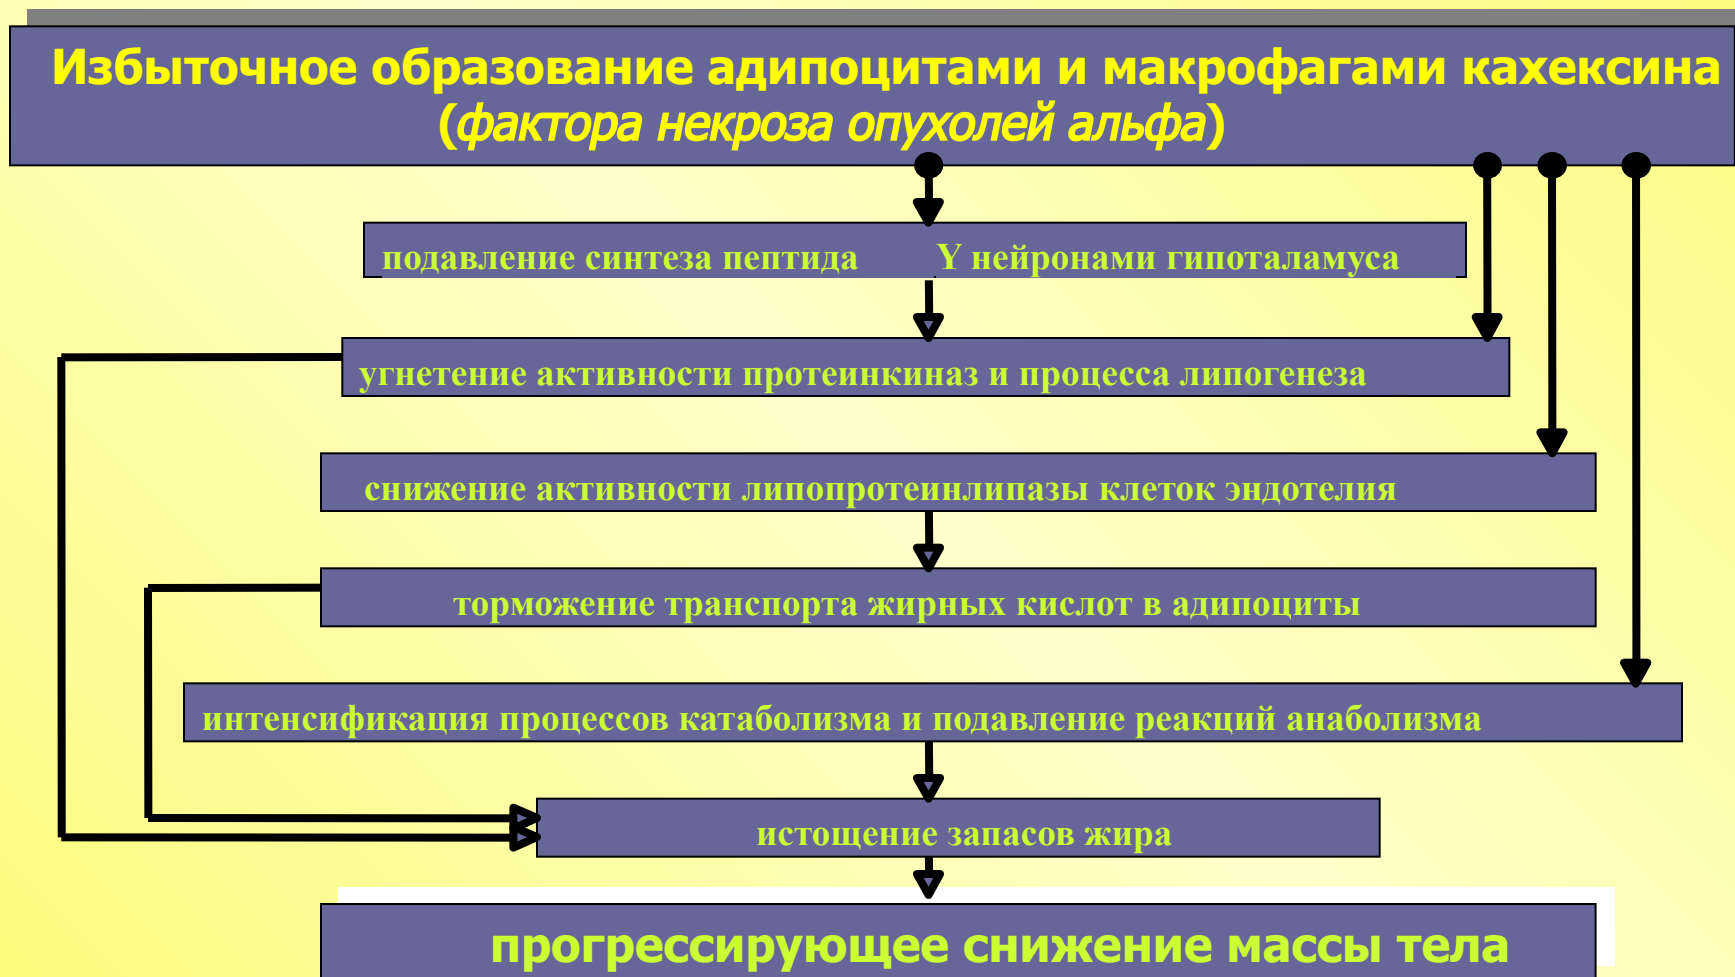 Избыточное образование адипоцитами и макрофагами кахексина
(фактора некроза опухолей альфа)
подавление синтеза пептида Y нейронами гипоталамуса
угнетение активности протеинкиназ и процесса липогенеза
снижение активности липопротеинлипазы клеток эндотелия
торможение транспорта жирных кислот в адипоциты
интенсификация процессов катаболизма и подавление реакций анаболизма
истощение запасов жира
прогрессирующее снижение массы тела